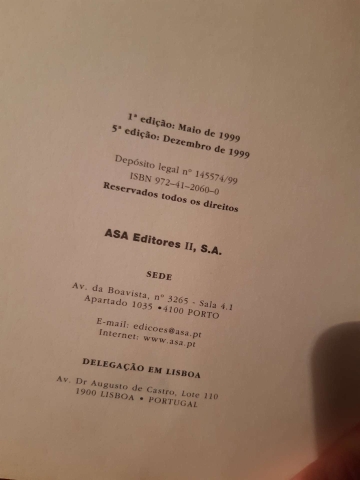 1ª edição: Maio de 1999
5ª edição: Dezembro de 1999
Depósito legal nº 145574/99
ISBN 972-41-2060-0
Reservados todos os direitos
ASA Editores II, S.A.
SEDE
Av. da Boavista, nº 3265 - Sala 4.1
Apartado 1035 • 4100 PORTO
E-mail: edicoes@asa.pt
Internet: www.asa.pt
DELEGAÇÃO EM LISBOA
Av. Dr Augusto de Castro, Lote 110
1900 LISBOA • PORTUGAL